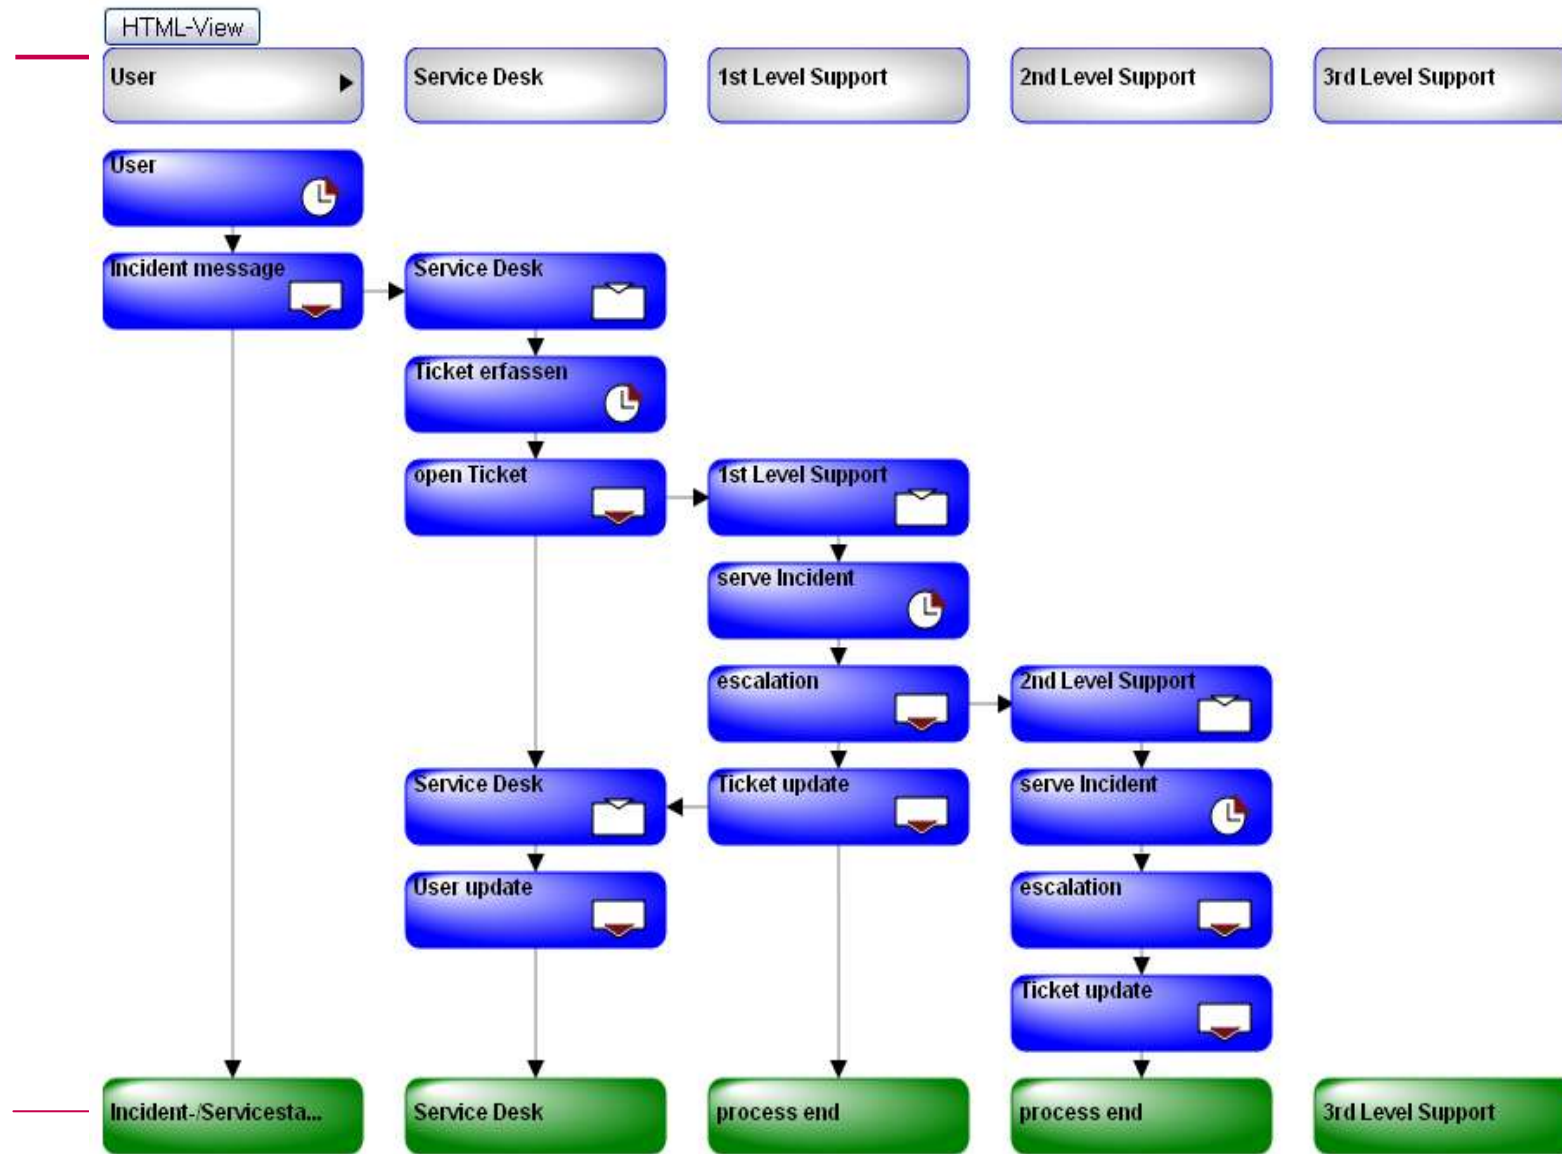 HTML-View
User
Service Desk
1st Level Support
2nd Level Support
3rd Level Support
User
Incident message
Service Desk
Ticket erfassen
open Ticket
1st Level Support
serve Incident
escalation
2nd Level Support
Service Desk
Ticket update
serve Incident
User update
escalation
Ticket update
Incident-/Servicesta...
Service Desk
process end
process end
3rd Level Support